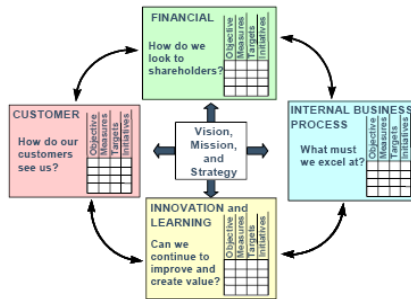 FINANCIAL
How do we
look to
shareholders?
Objective
Measures
Targets
Initiatives
CUSTOMER
How do our
customers
see us?
Objective
Measures
Targets
Initiatives
Vision,
Mission,
and
Strategy
INTERNAL BUSINESS
PROCESS
What must
we excel at?
Objective
Measures
Targets
Initiatives
INNOVATION and
LEARNING
Can we
continue to
improve and
create value?
Objective
Measures
Targets
Initiatives